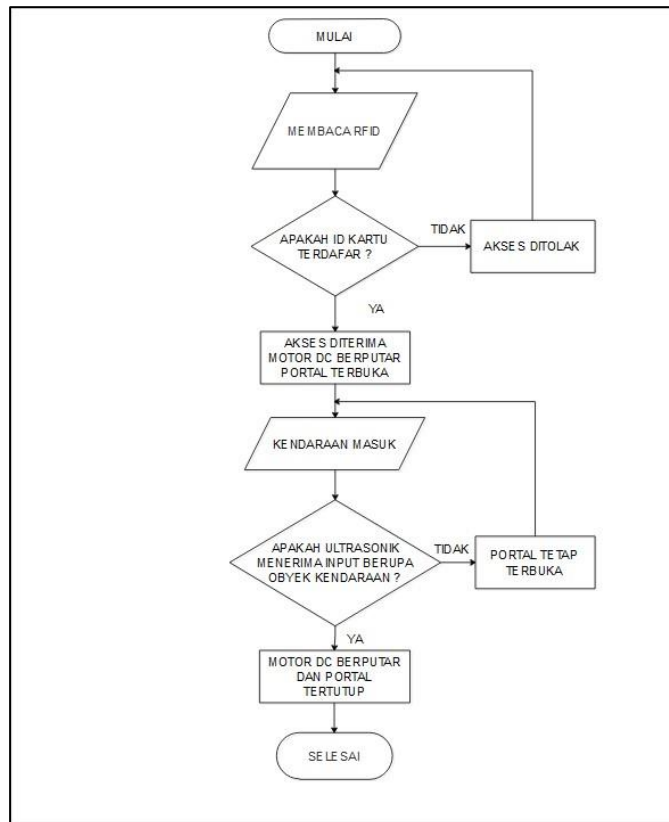 MULAI
MEMBACA RFID
APAKAH ID KARTU
TERDAFAR ?
TIDAK
AKSES DITOLAK
YA
AKSES DITERIMA
MOTOR DC BERPUTAR
PORTAL TERBUKA
KENDARAAN MASUK
APAKAH ULTRASONIK
MENERIMA INPUT BERUPA
OBYEK KENDARAAN ?
TIDAK
PORTAL TETAP
TERBUKA
YA
MOTOR DC BERPUTAR
DAN PORTAL
TERTUTUP
SELESAI